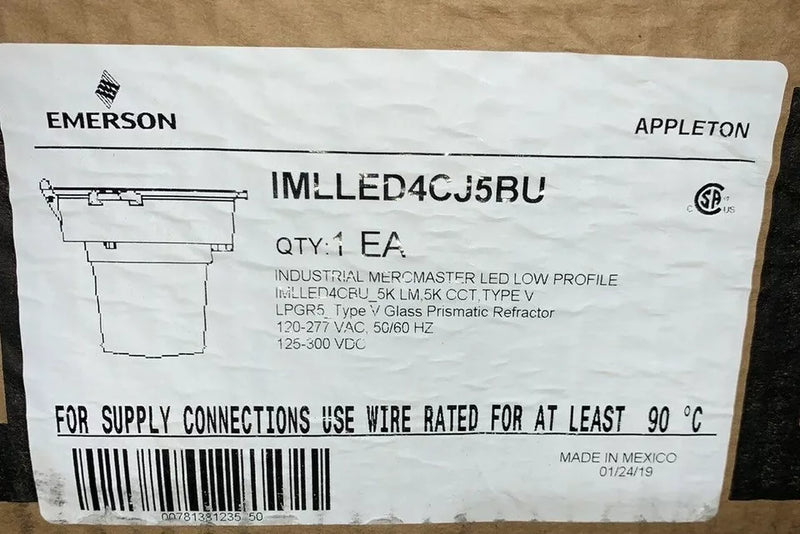 EMERSON
APPLETON
IMLLED4CJ5BU
C SA US
QTY: 1 EA
INDUSTRIAL MERCMASTER LED LOW PROFILE
IMLLED4CBU_5K LM,5K CCT,TYPE V
LPGR5_Type V Glass Prismatic Refractor
120-277 VAC, 50/60 HZ
125-300 VDC
FOR SUPPLY CONNECTIONS USE WIRE RATED FOR AT LEAST 90 °C
MADE IN MEXICO
01/24/19